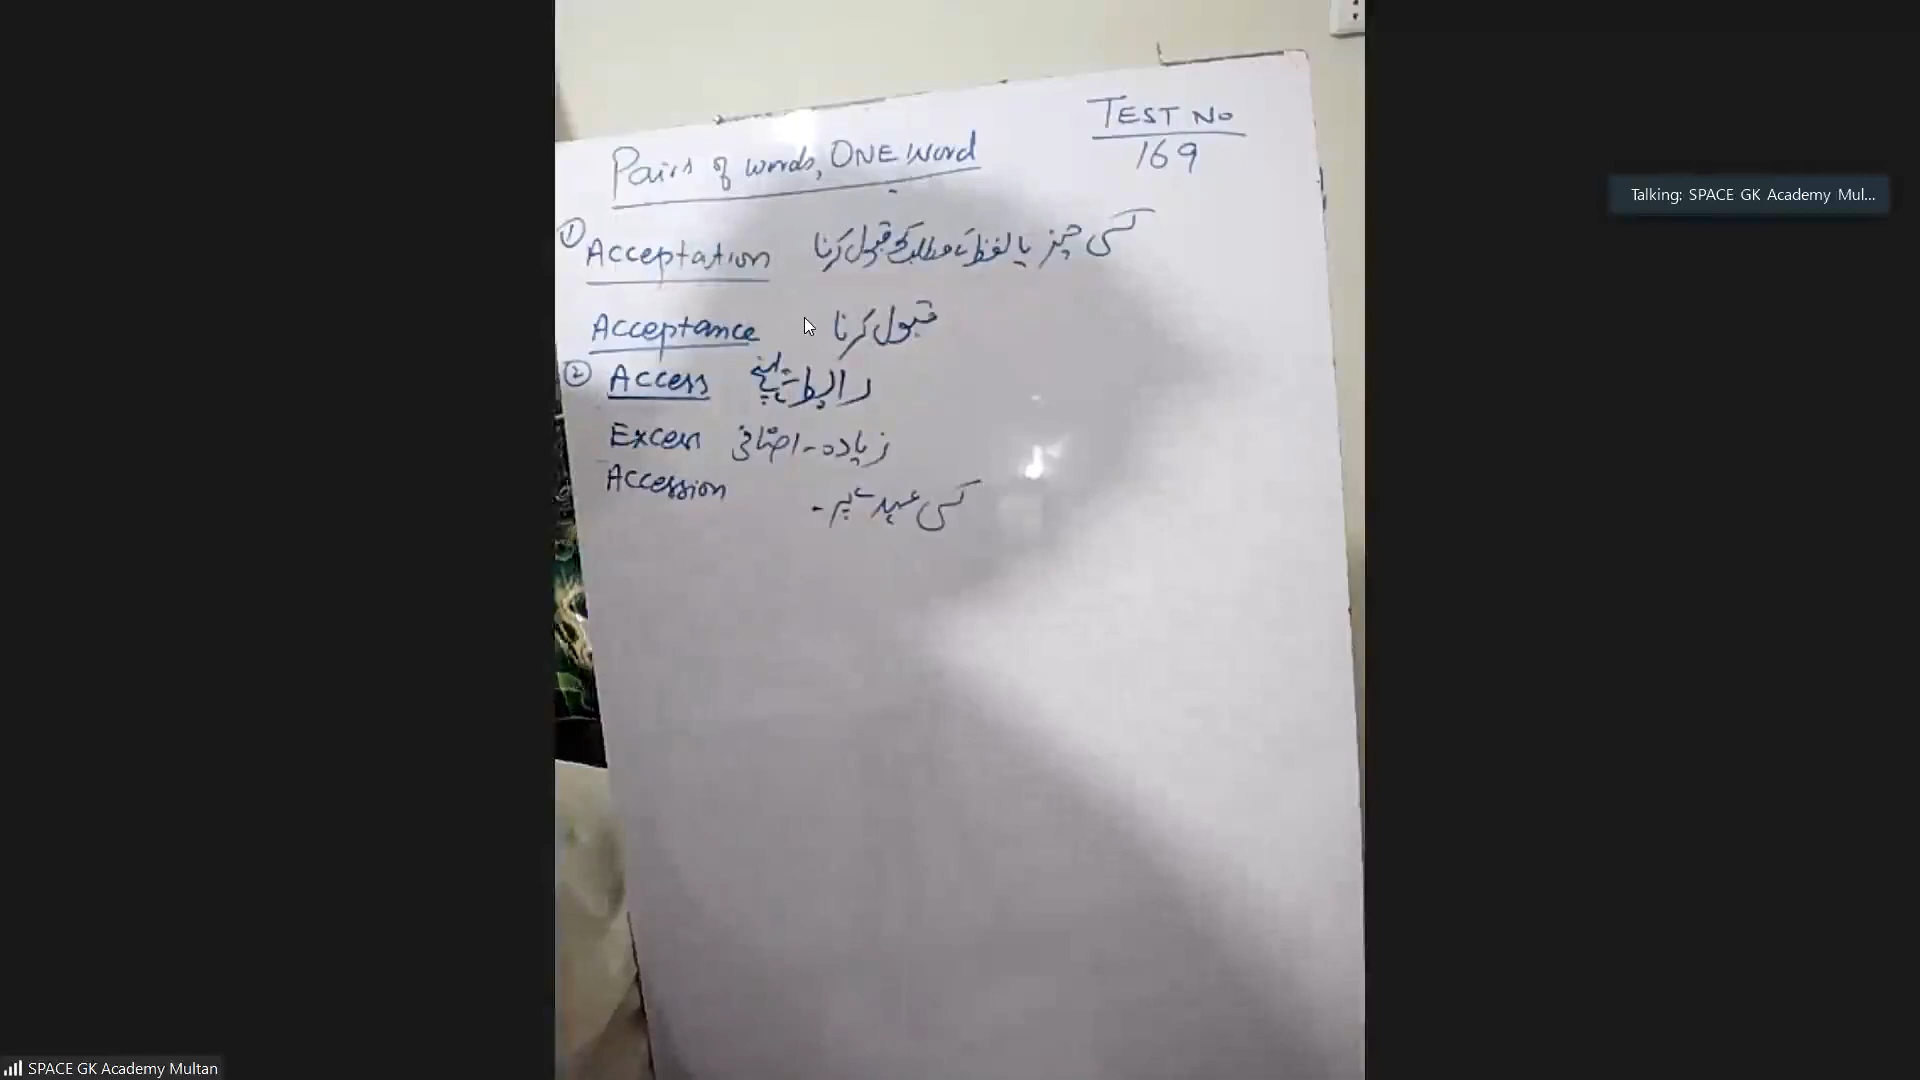 TEST NO
169
Pairs of words, ONE Word
① Acceptation کسی چیز یا لفظ کے مطلب کو قبول کرنا
Acceptance قبول کرنا
② Access رابطہ
Excess زیادہ - اضافی
Accession کسی عہدے پر -
Talking: SPACE GK Academy Mul...
SPACE GK Academy Multan